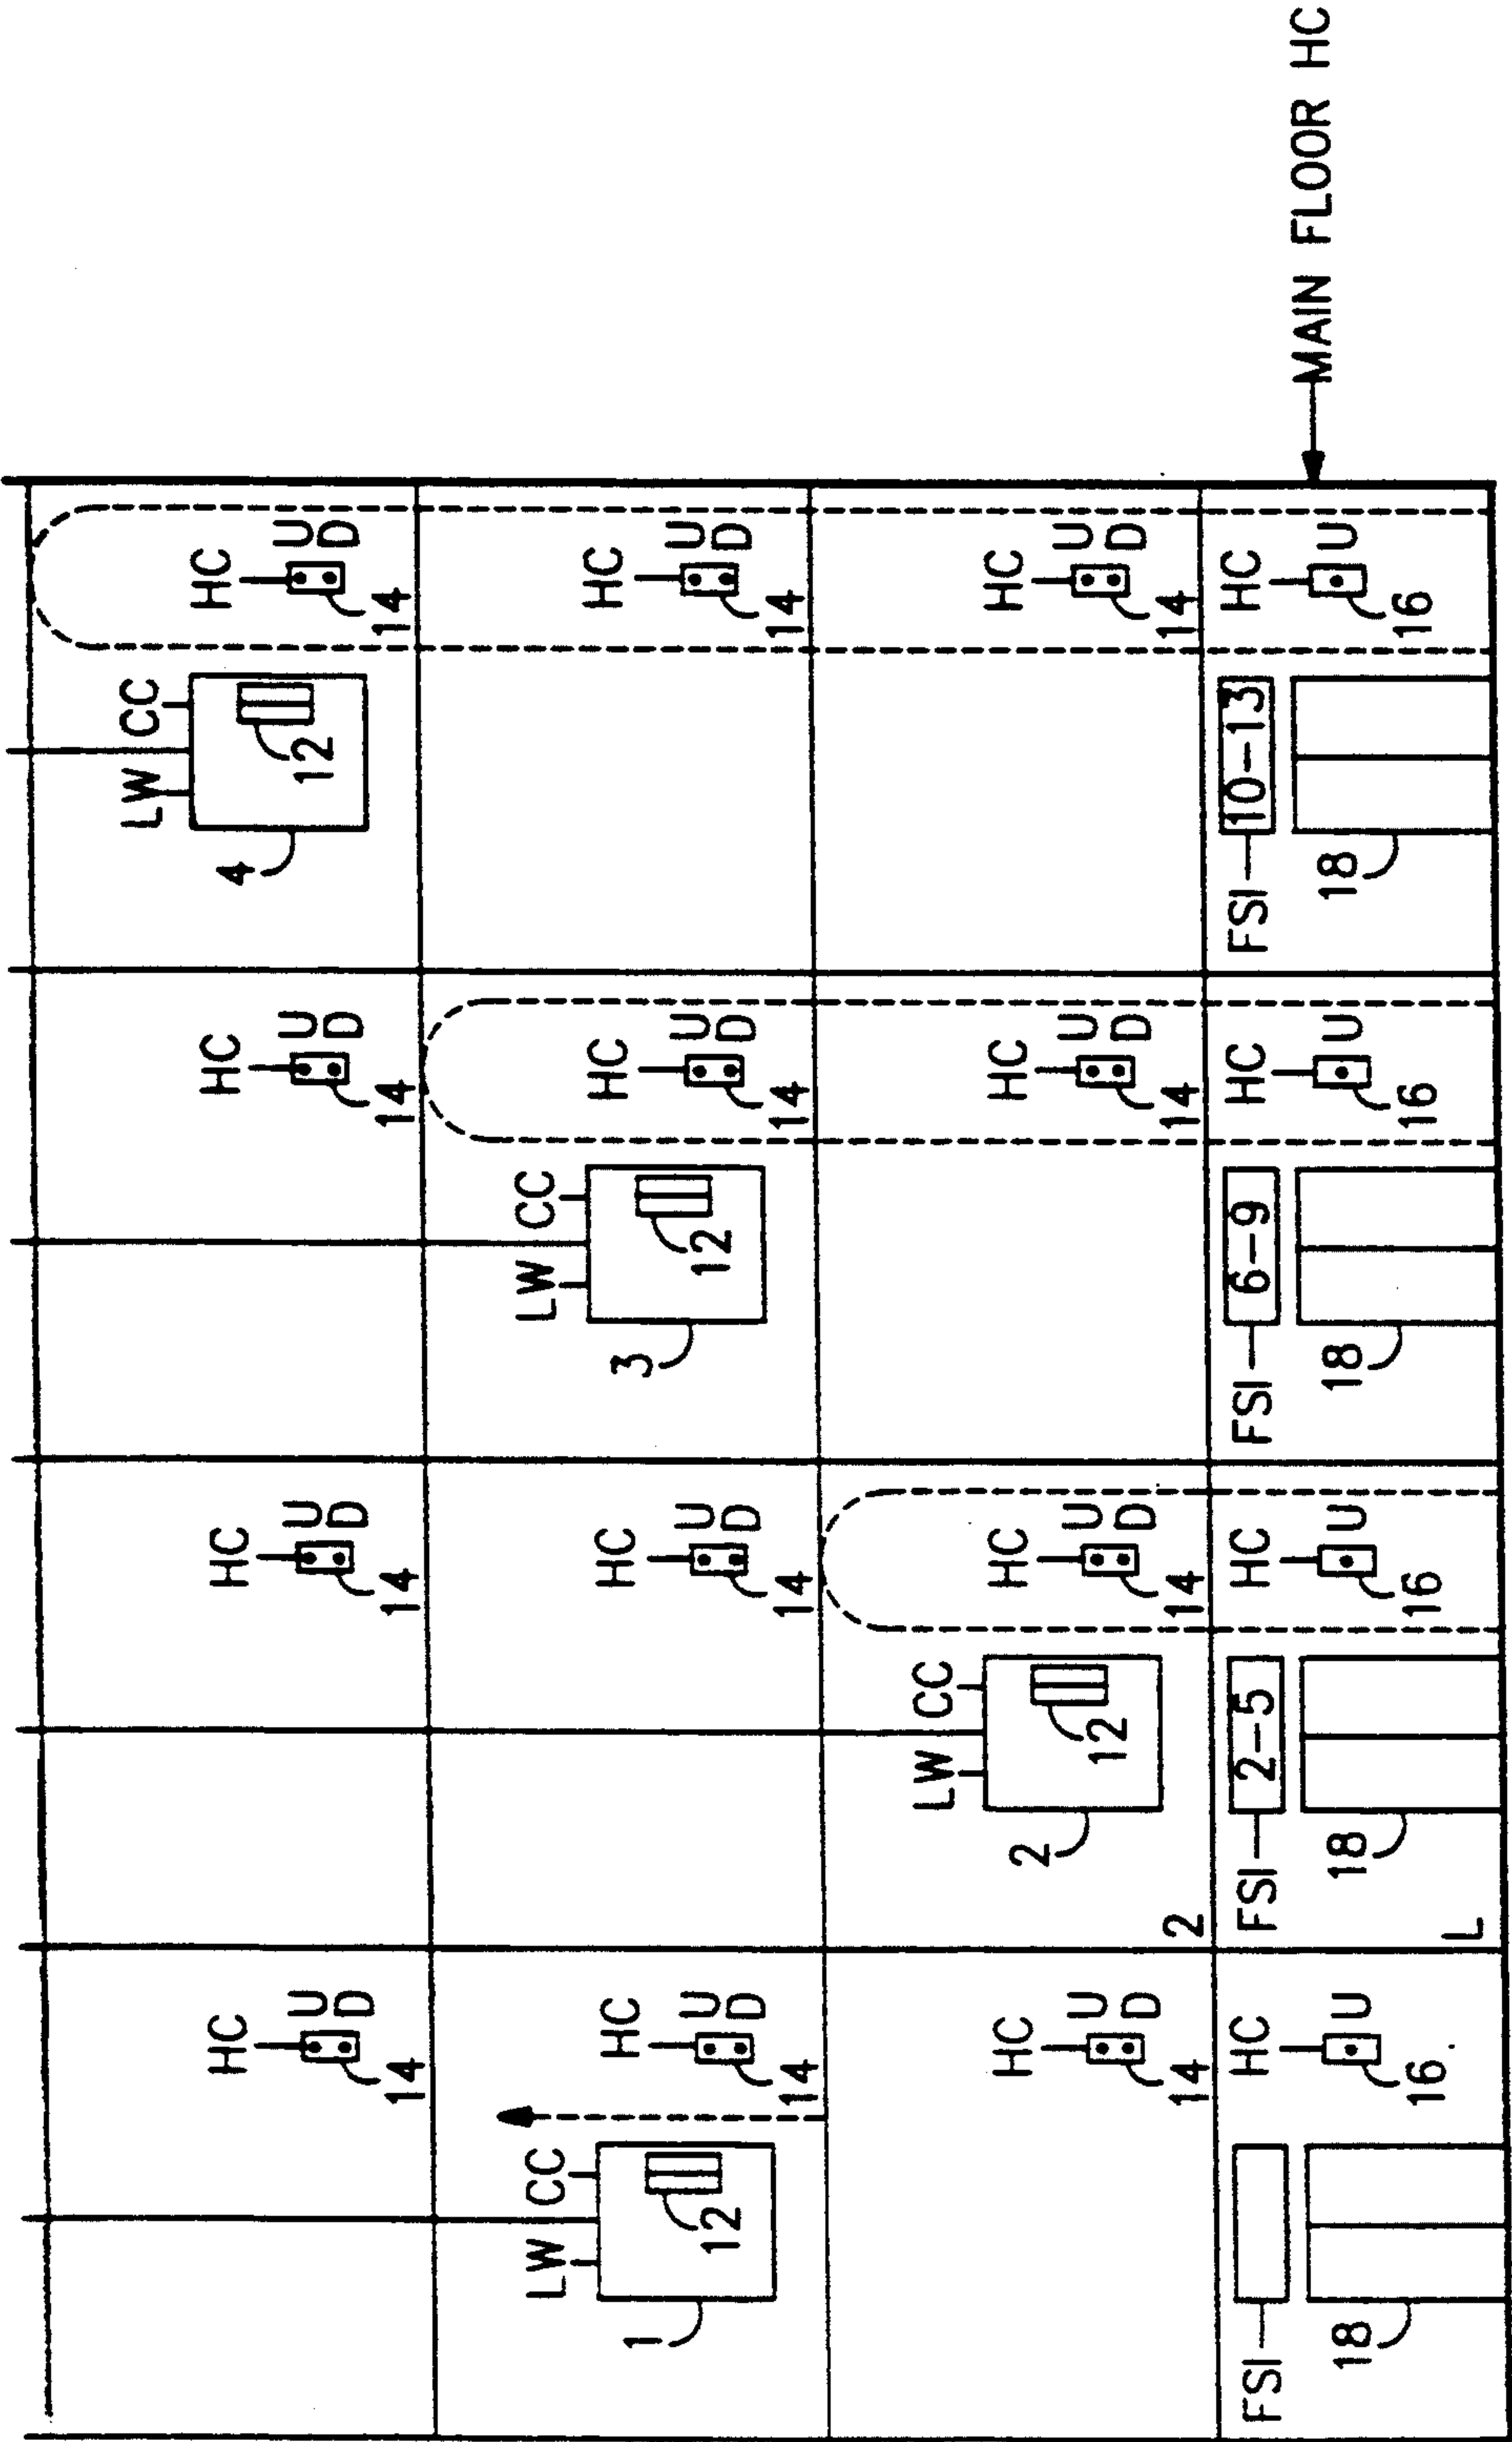 LW CC
HC HC HC HC
4
U U U U
D D D D
12
14 14 14 14
LW CC LW CC
HC HC HC HC
1 3
U U U U
D D D D
12 12
14 14 14 14
LW CC
HC HC HC HC
2
U U U U
D D D D
12
14 14 14 14
2
FSI HC FSI 2-5 HC FSI 6-9 HC FSI 10-13 HC
MAIN FLOOR HC
18 U 18 U 18 U 18 U
16 16 16 16
L